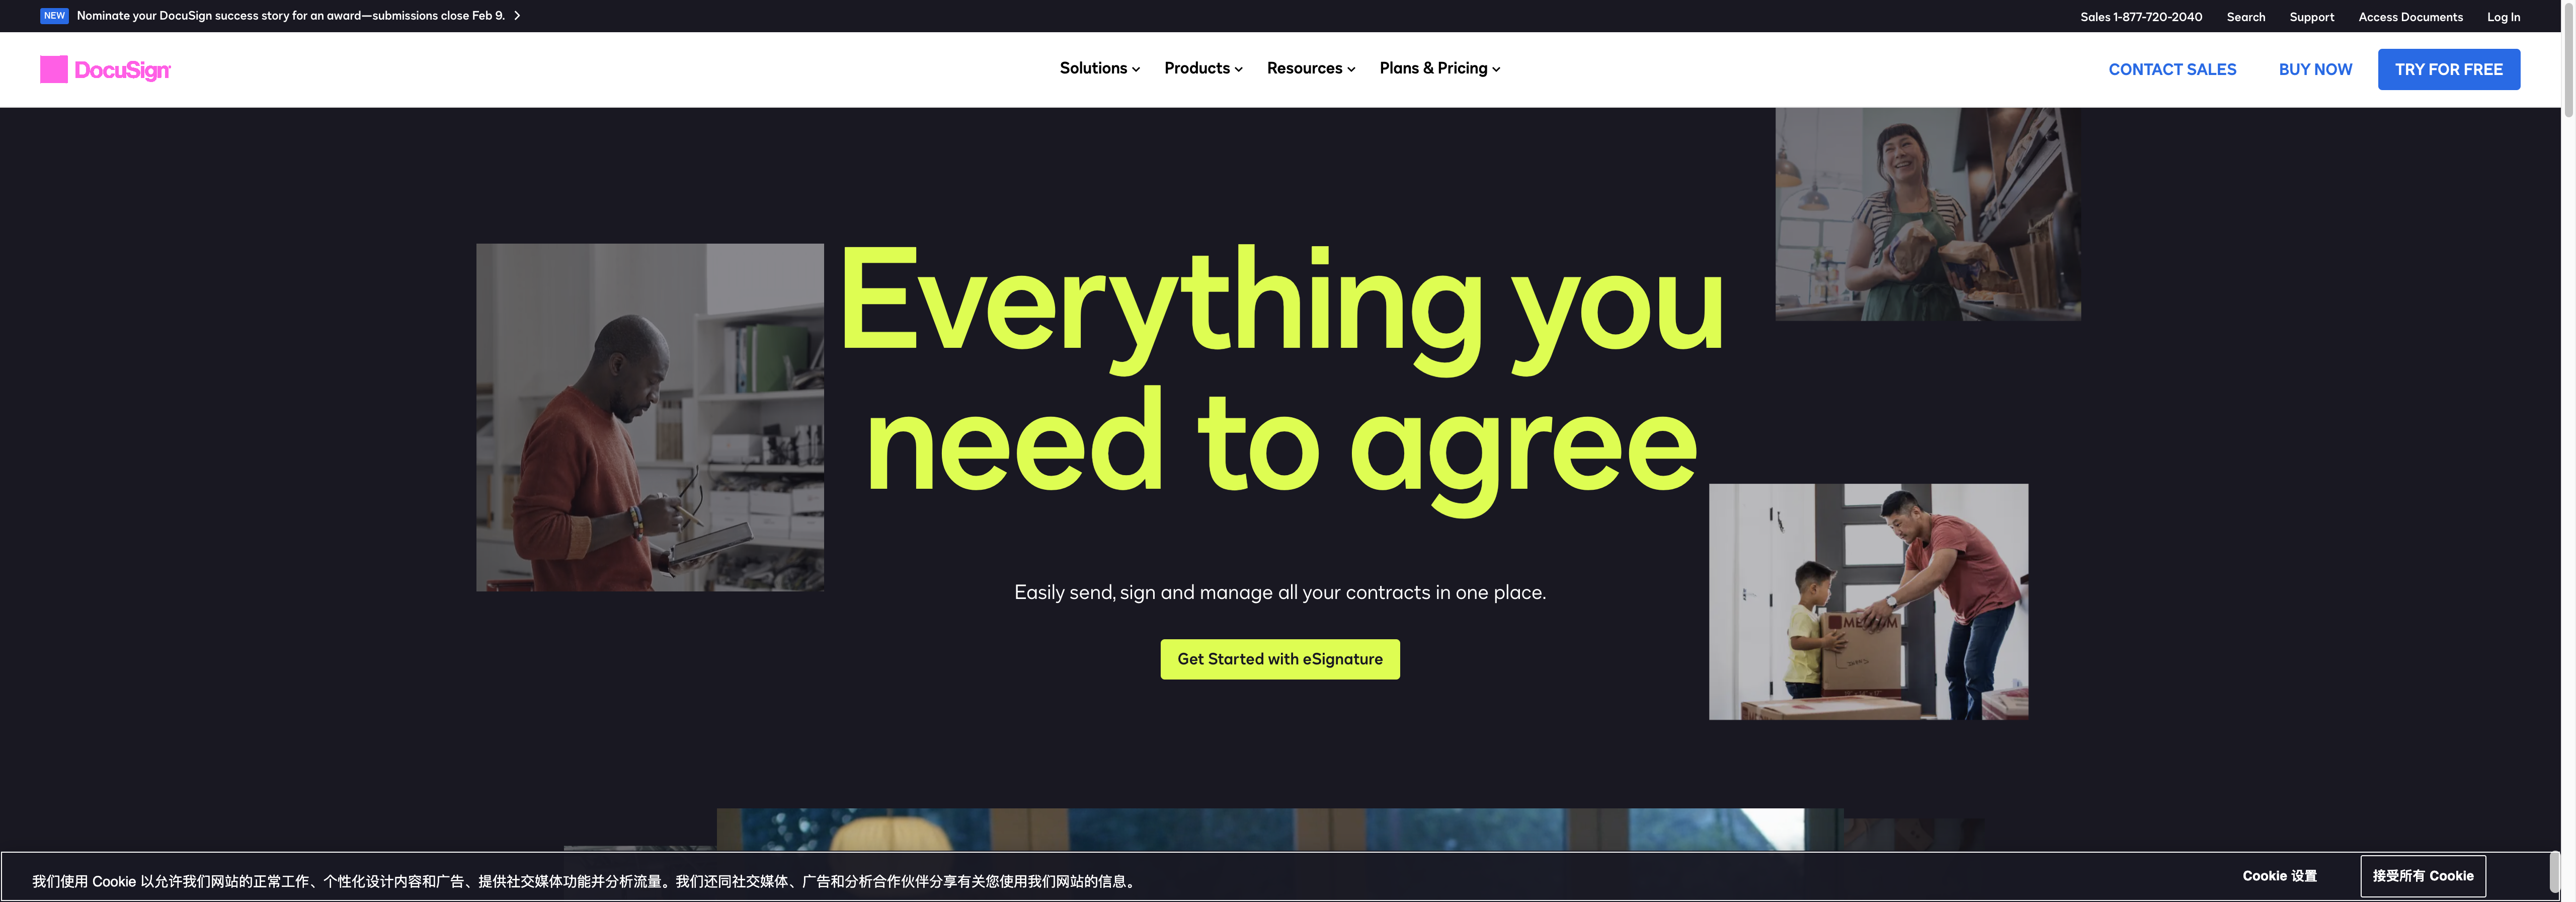 NEW Nominate your DocuSign success story for an award—submissions close Feb 9.
Sales 1-877-720-2040 Search Support Access Documents Log In
DocuSign
Solutions Products Resources Plans & Pricing
CONTACT SALES BUY NOW TRY FOR FREE
Everything you
need to agree
Easily send, sign and manage all your contracts in one place.
Get Started with eSignature
我们使用 Cookie 以允许我们网站的正常工作、个性化设计内容和广告、提供社交媒体功能并分析流量。我们还同社交媒体、广告和分析合作伙伴分享有关您使用我们网站的信息。
Cookie 设置
接受所有 Cookie